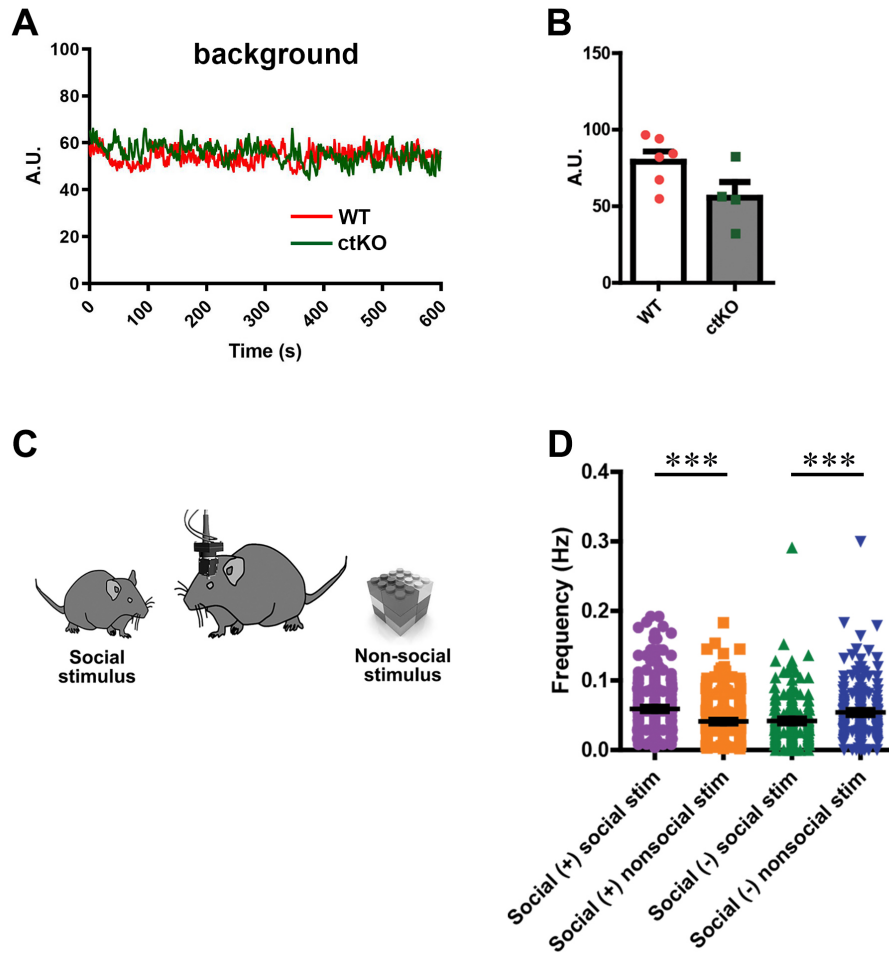 A
background
100
80
60
40
20
0
A.U.
WT
ctKO
0 100 200 300 400 500 600
Time (s)
B
150
100
50
0
A.U.
WT ctKO
C
Social
stimulus
Non-social
stimulus
D
*** ***
0.4
0.3
0.2
0.1
0.0
Frequency (Hz)
Social (+) social stim
Social (+) nonsocial stim
Social (-) social stim
Social (-) nonsocial stim